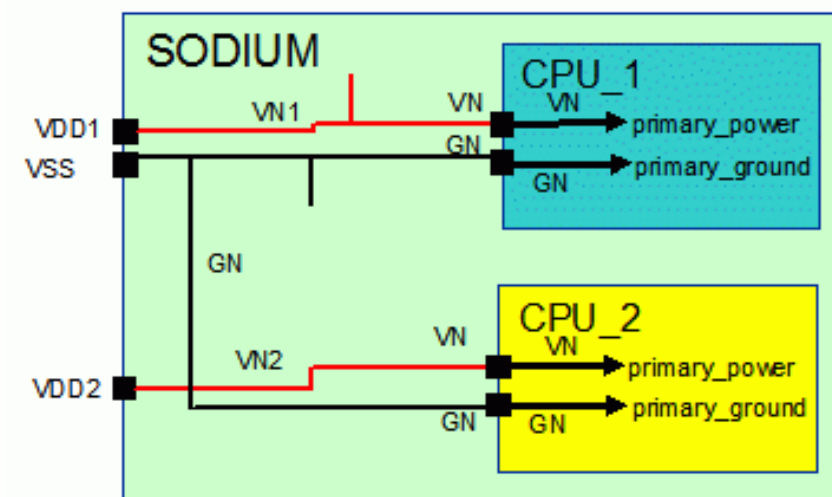 SODIUM
CPU_1
VDD1
VN1
VN
VN
primary_power
VSS
GN
primary_ground
GN
GN
CPU_2
VN
VN
VDD2
VN2
primary_power
primary_ground
GN
GN